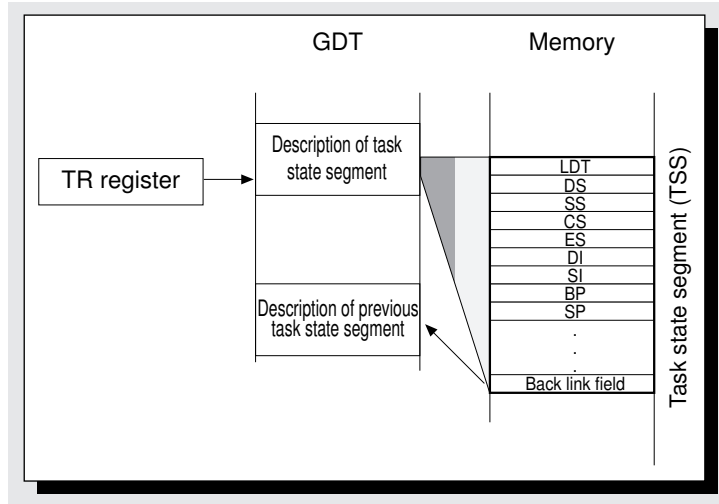 GDT
Memory
Description of task
state segment
TR register
LDT
DS
SS
CS
ES
DI
SI
BP
SP
.
.
.
Back link field
Description of previous
task state segment
Task state segment (TSS)